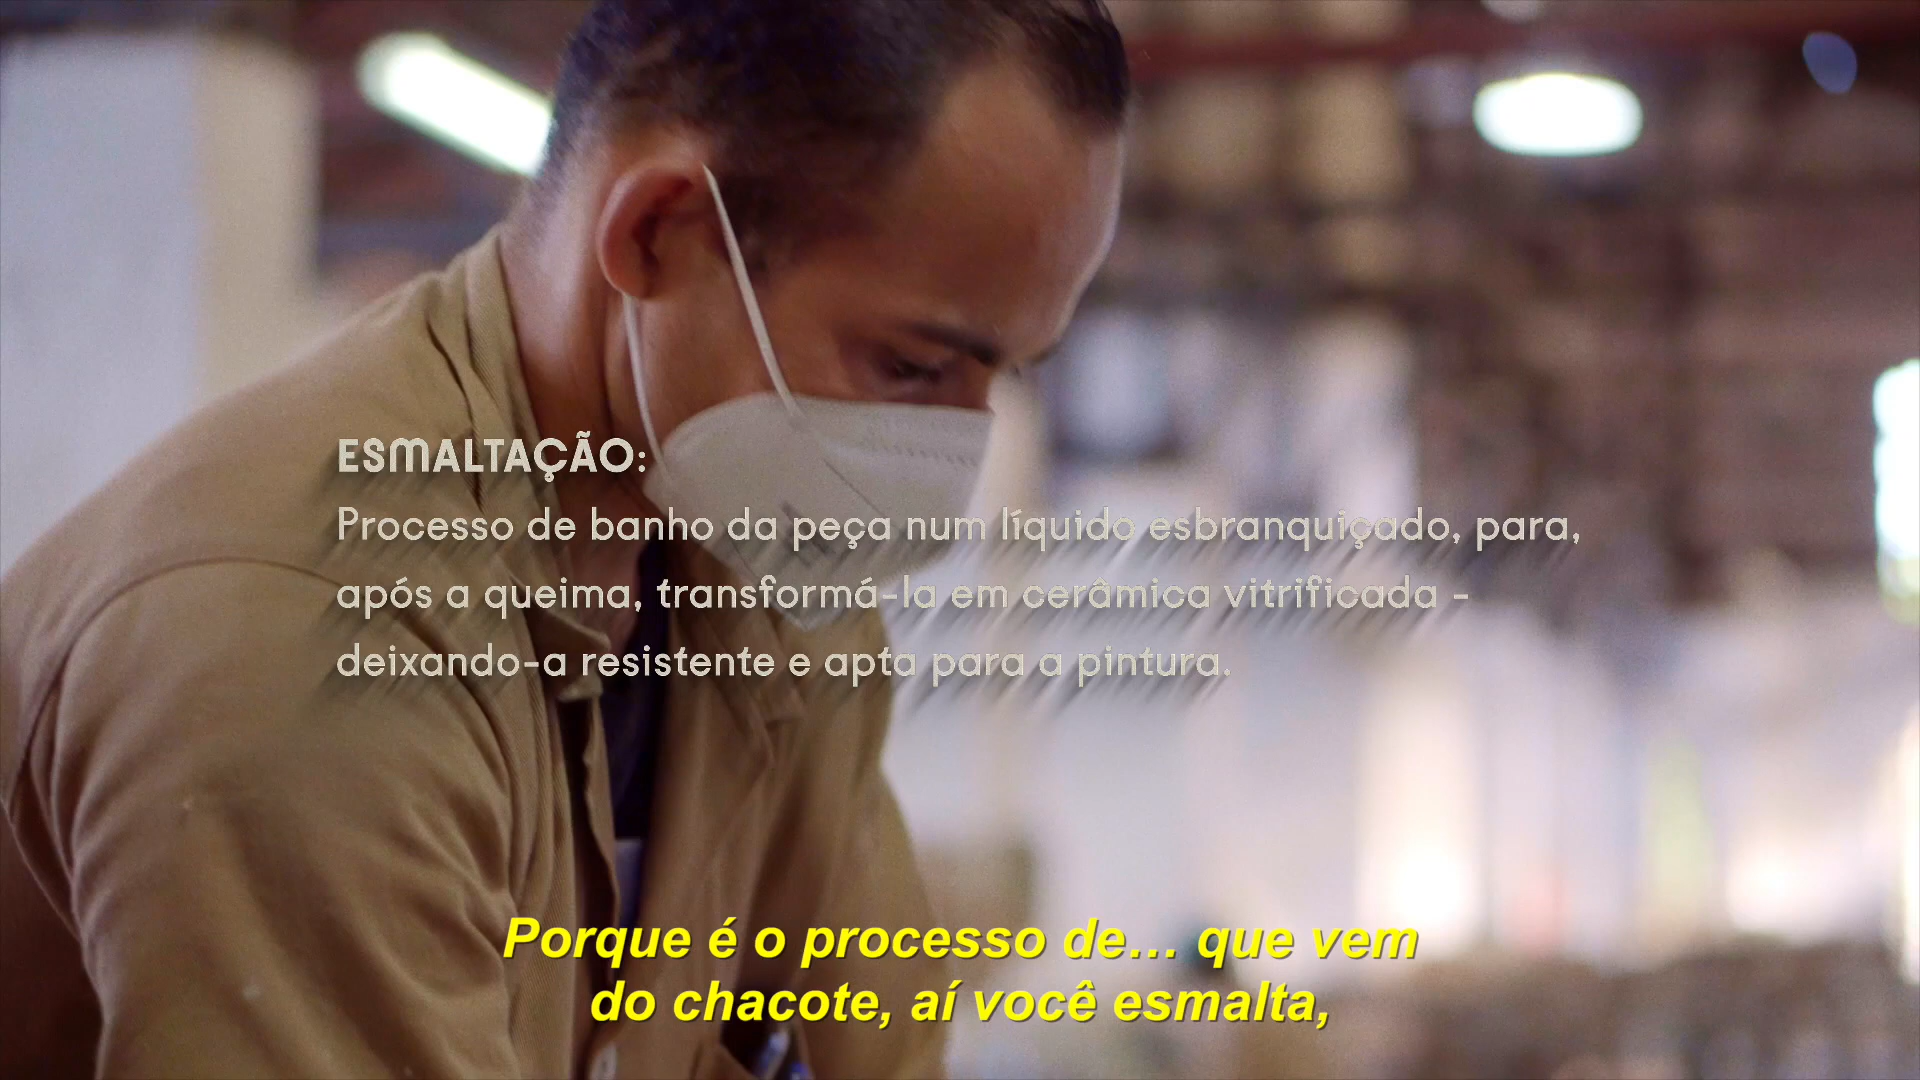 ESMALTAÇÃO:
Processo de banho da peça num líquido esbranquiçado, para,
após a queima, transformá-la em cerâmica vitrificada -
deixando-a resistente e apta para a pintura.
Porque é o processo de... que vem
do chacote, aí você esmalta,